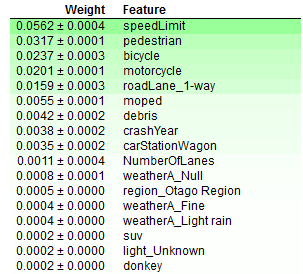 Weight Feature
0.0562 ± 0.0004 speedLimit
0.0317 ± 0.0001 pedestrian
0.0237 ± 0.0003 bicycle
0.0201 ± 0.0001 motorcycle
0.0159 ± 0.0003 roadLane_1-way
0.0055 ± 0.0001 moped
0.0042 ± 0.0002 debris
0.0038 ± 0.0002 crashYear
0.0035 ± 0.0002 carStationWagon
0.0011 ± 0.0004 NumberOfLanes
0.0008 ± 0.0001 weatherA_Null
0.0005 ± 0.0000 region_Otago Region
0.0004 ± 0.0000 weatherA_Fine
0.0004 ± 0.0000 weatherA_Light rain
0.0002 ± 0.0000 suv
0.0002 ± 0.0000 light_Unknown
0.0002 ± 0.0000 donkey